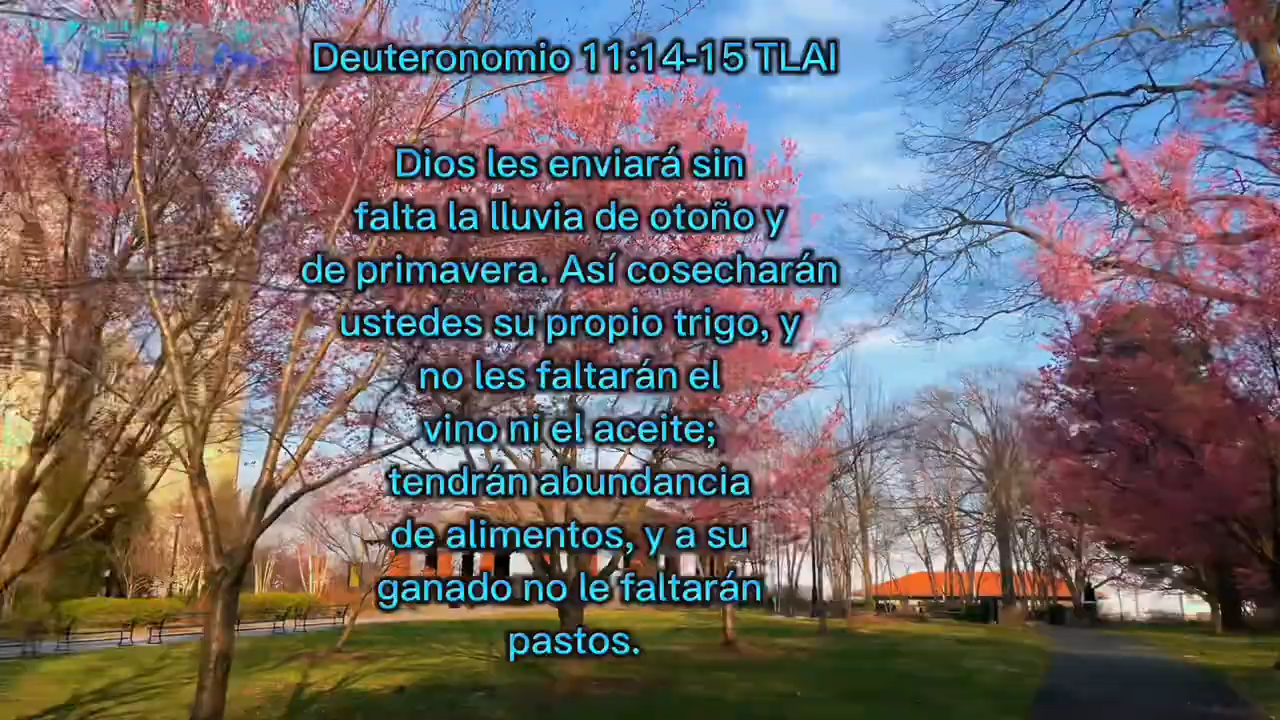 Deuteronomio 11:14-15 TLAI
Dios les enviará sin
falta la lluvia de otoño y
de primavera. Así cosecharán
ustedes su propio trigo, y
no les faltarán el
vino ni el aceite;
tendrán abundancia
de alimentos, y a su
ganado no le faltarán
pastos.